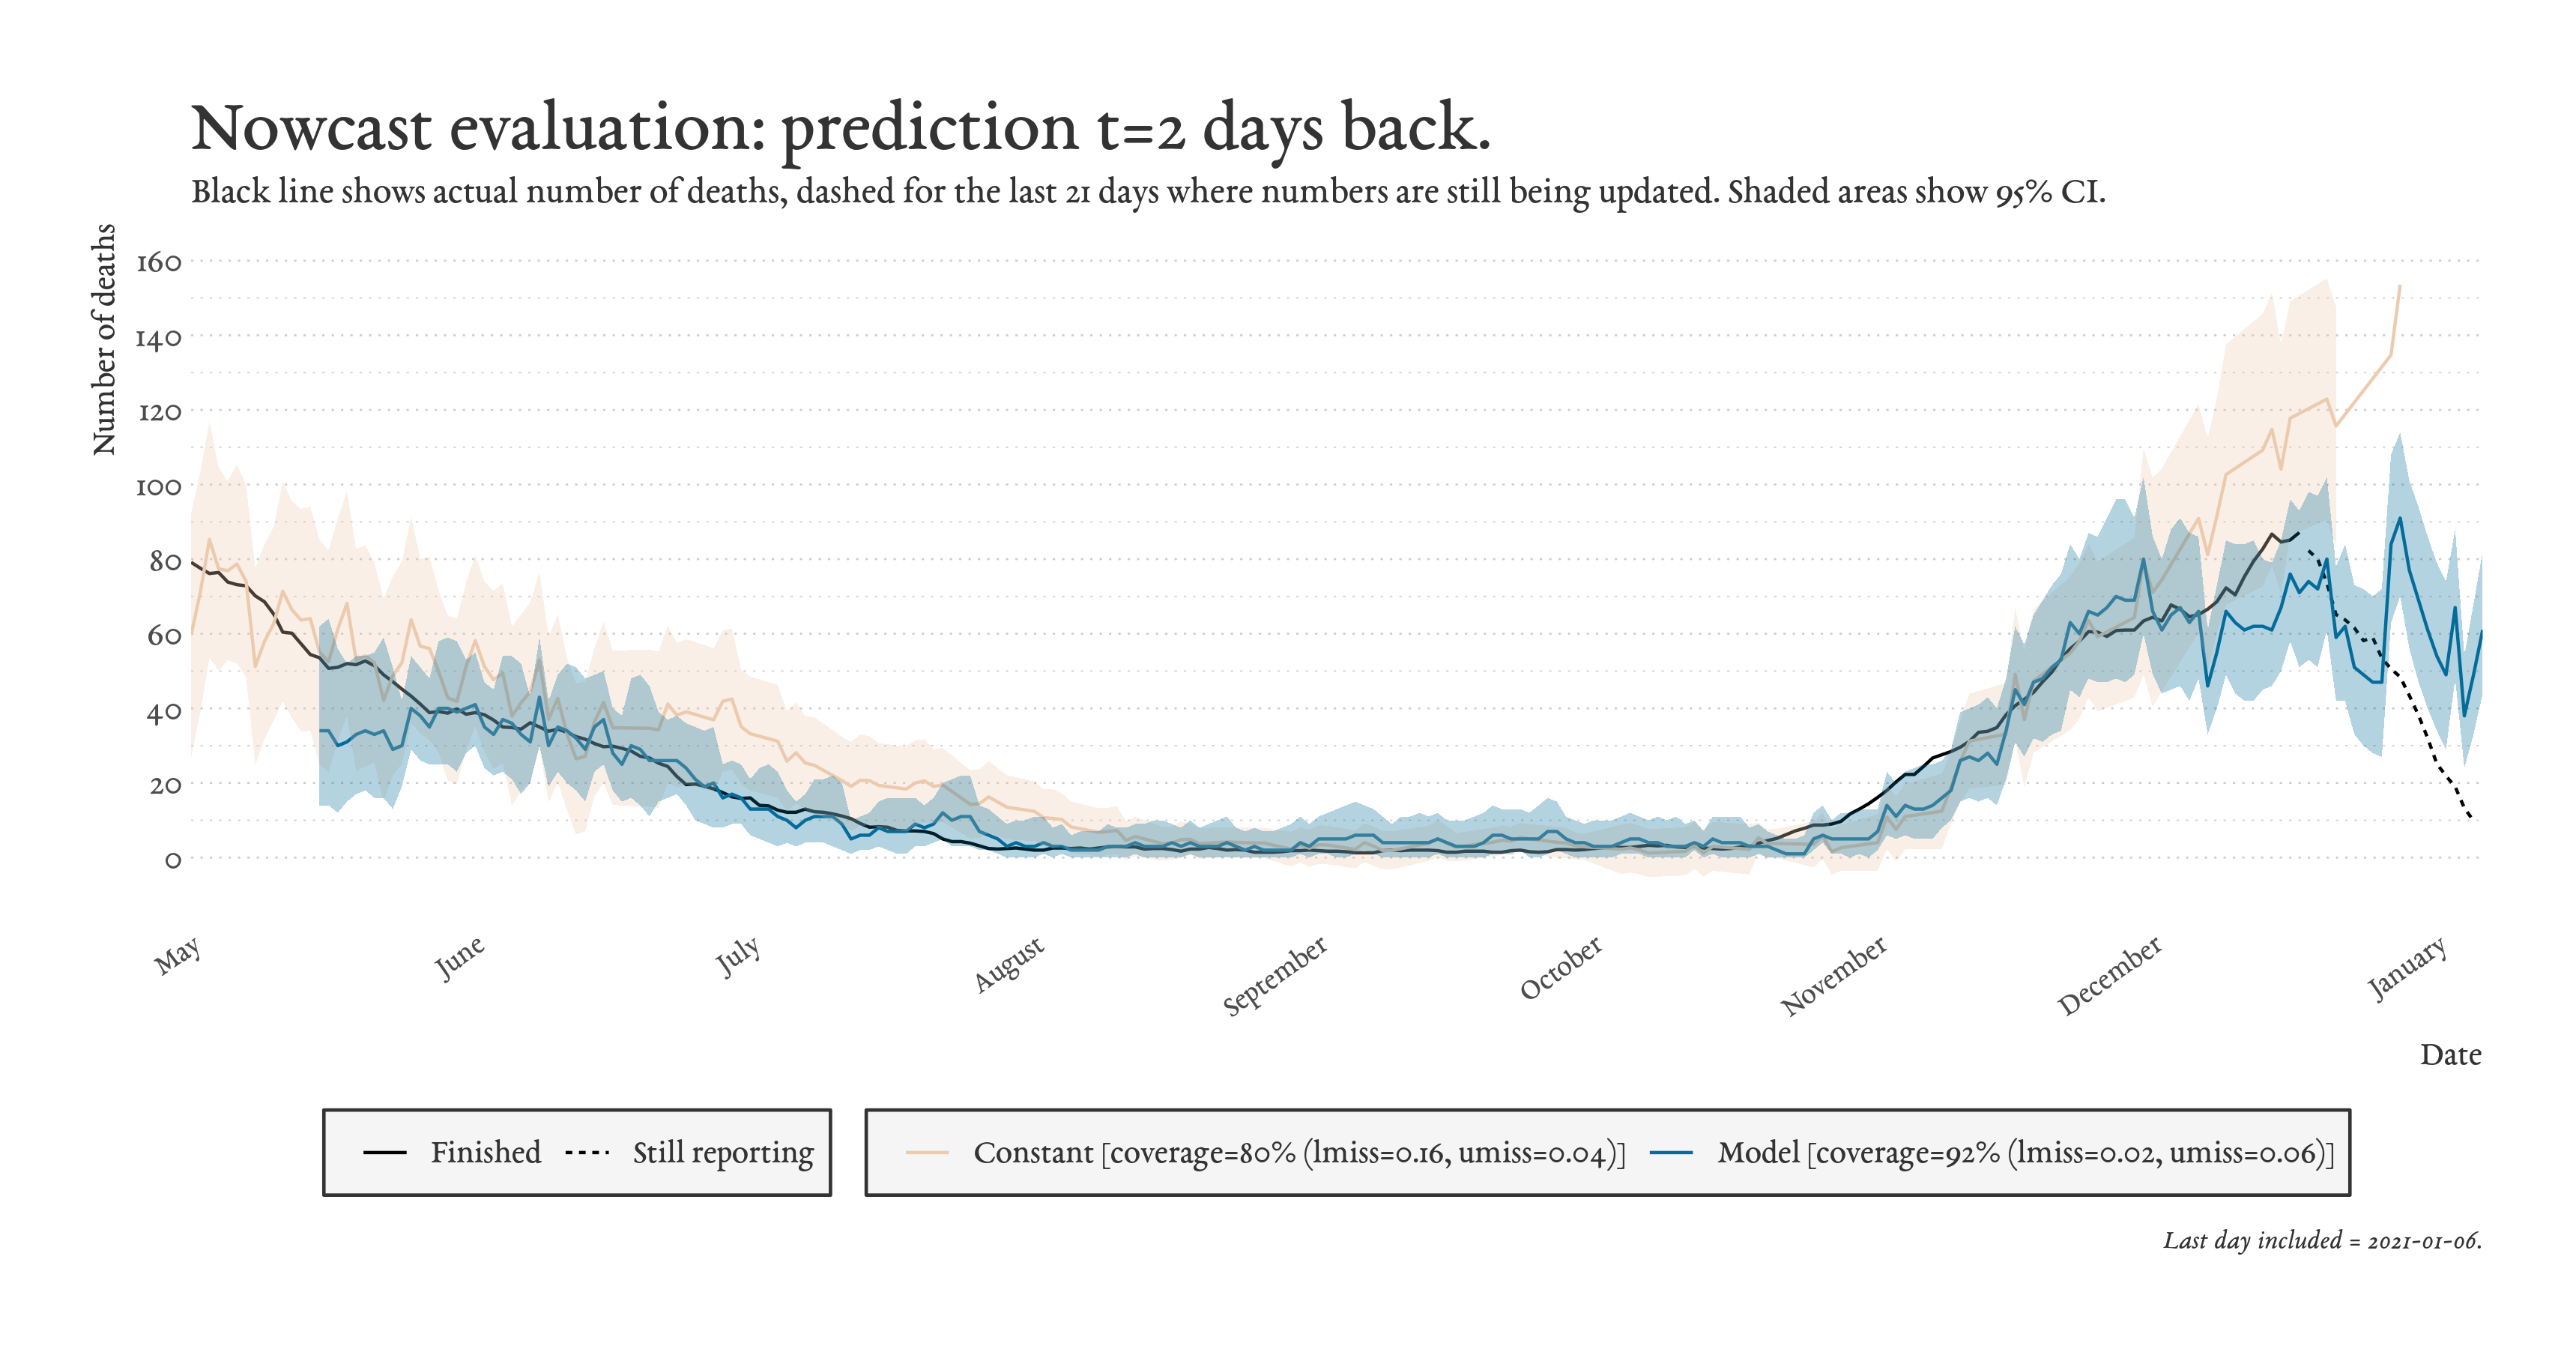 Nowcast evaluation: prediction t=2 days back.
Black line shows actual number of deaths, dashed for the last 21 days where numbers are still being updated. Shaded areas show 95% CI.
Number of deaths
160
140
120
100
80
60
40
20
0
May
June
July
August
September
October
November
December
January
Date
Finished
Still reporting
Constant [coverage=80% (lmiss=0.16, umiss=0.04)]
Model [coverage=92% (lmiss=0.02, umiss=0.06)]
Last day included = 2021-01-06.